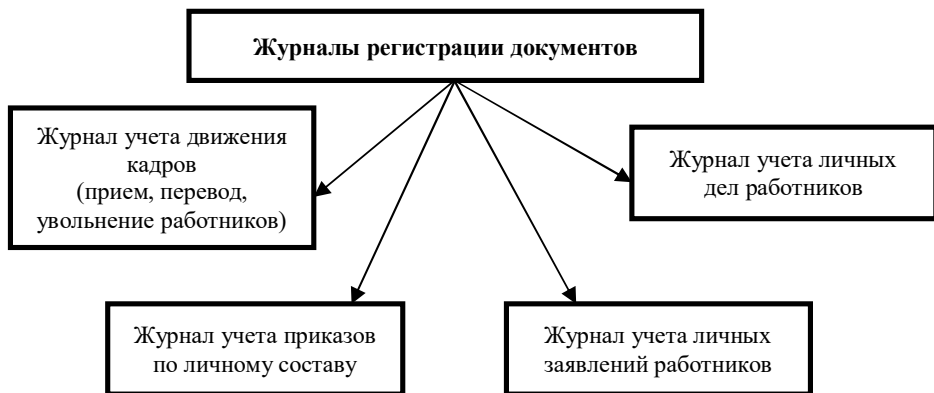 Журналы регистрации документов
Журнал учета движения
кадров
(прием, перевод,
увольнение работников)
Журнал учета личных
дел работников
Журнал учета приказов
по личному составу
Журнал учета личных
заявлений работников